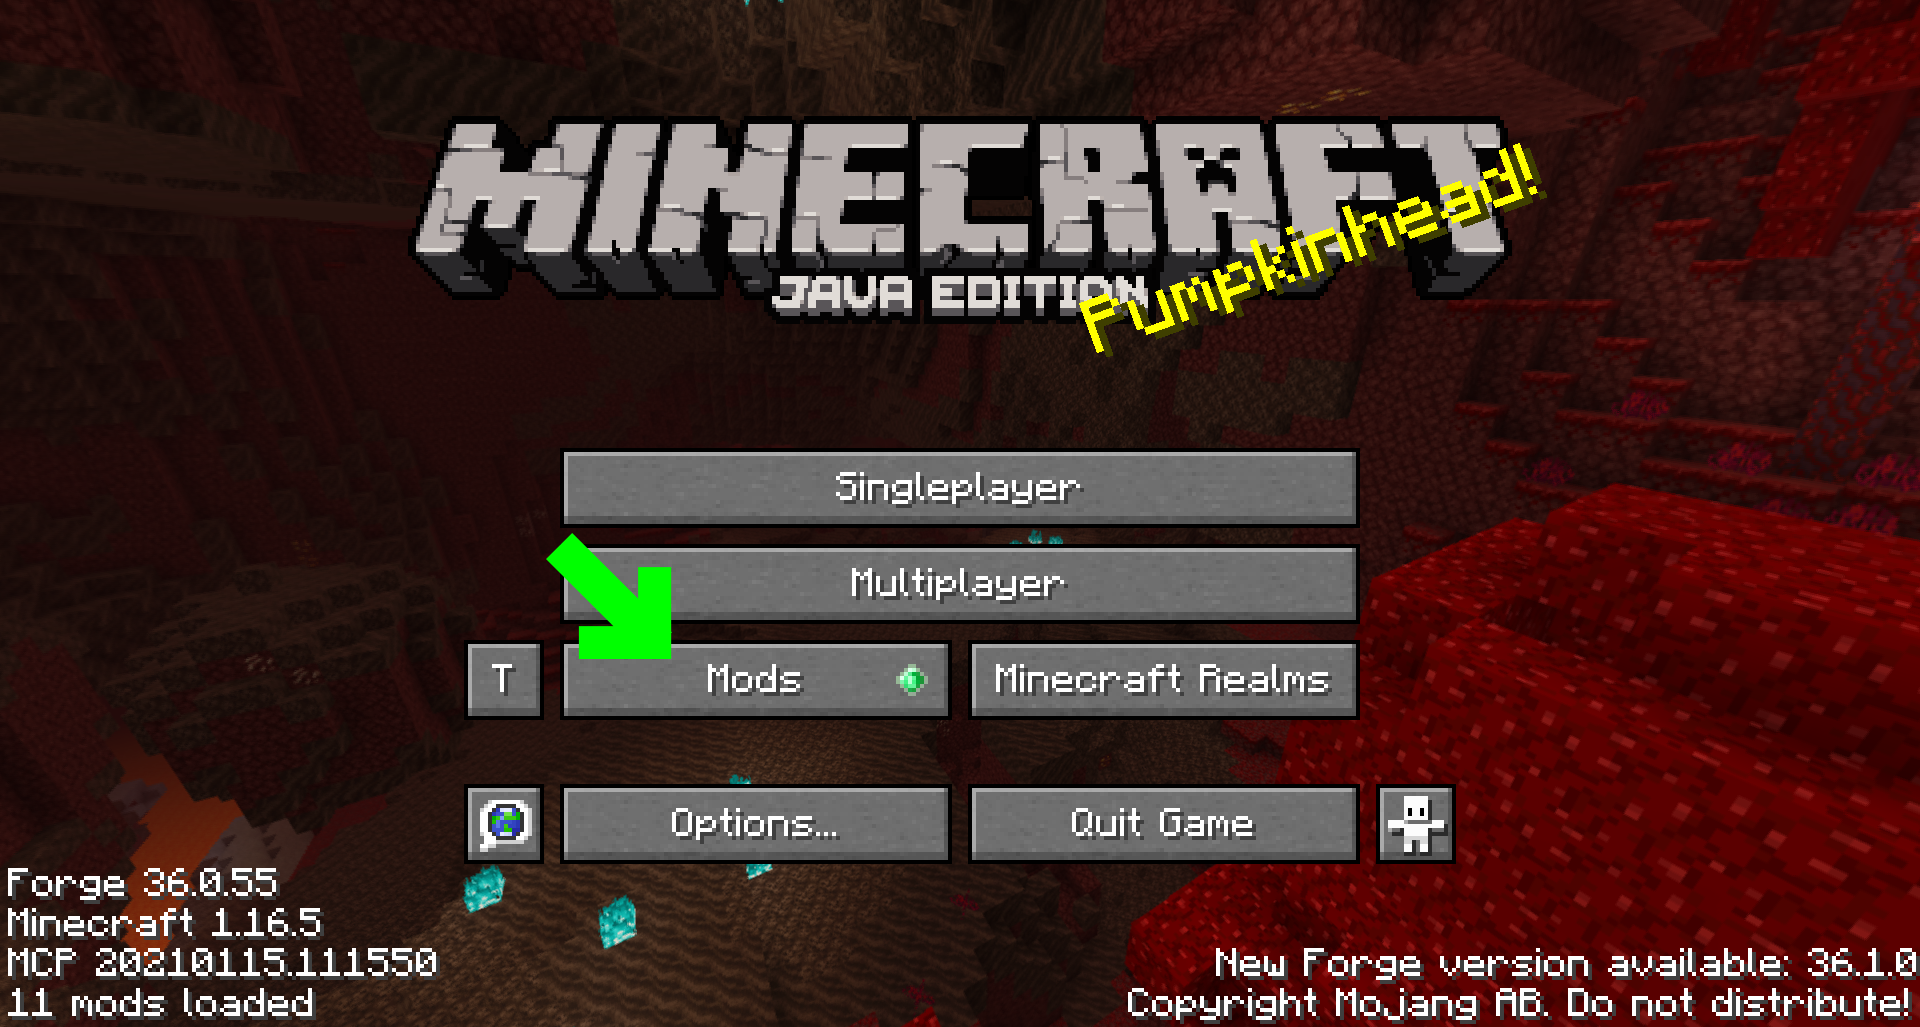 MINECRAFT
JAVA EDITION
Pumpkinhead!
Singleplayer
Multiplayer
T
Mods
Minecraft Realms
Options...
Quit Game
Forge 36.0.55
Minecraft 1.16.5
MCP 20210115.111550
11 mods loaded
New Forge version available: 36.1.0
Copyright Mojang AB. Do not distribute!